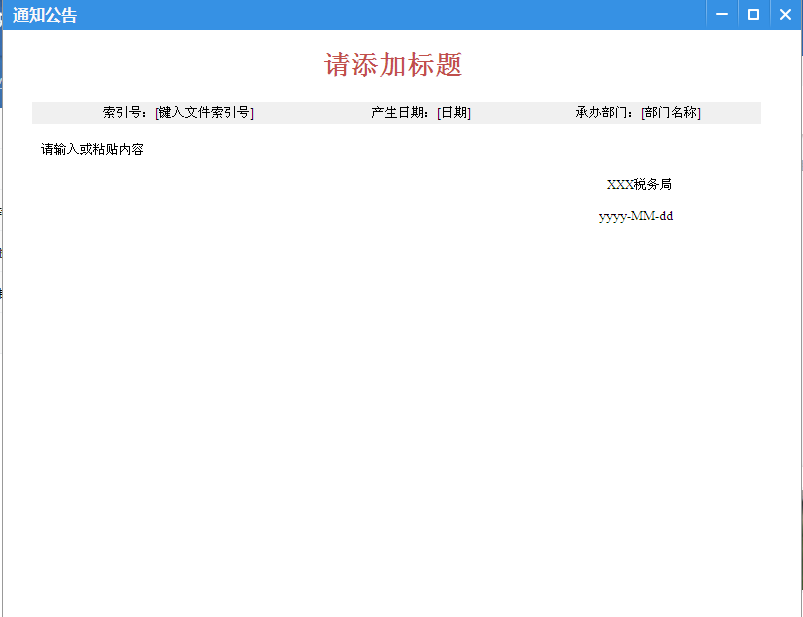 通知公告
请添加标题
索引号：[键入文件索引号] 产生日期：[日期] 承办部门：[部门名称]
请输入或粘贴内容
XXX税务局
yyyy-MM-dd